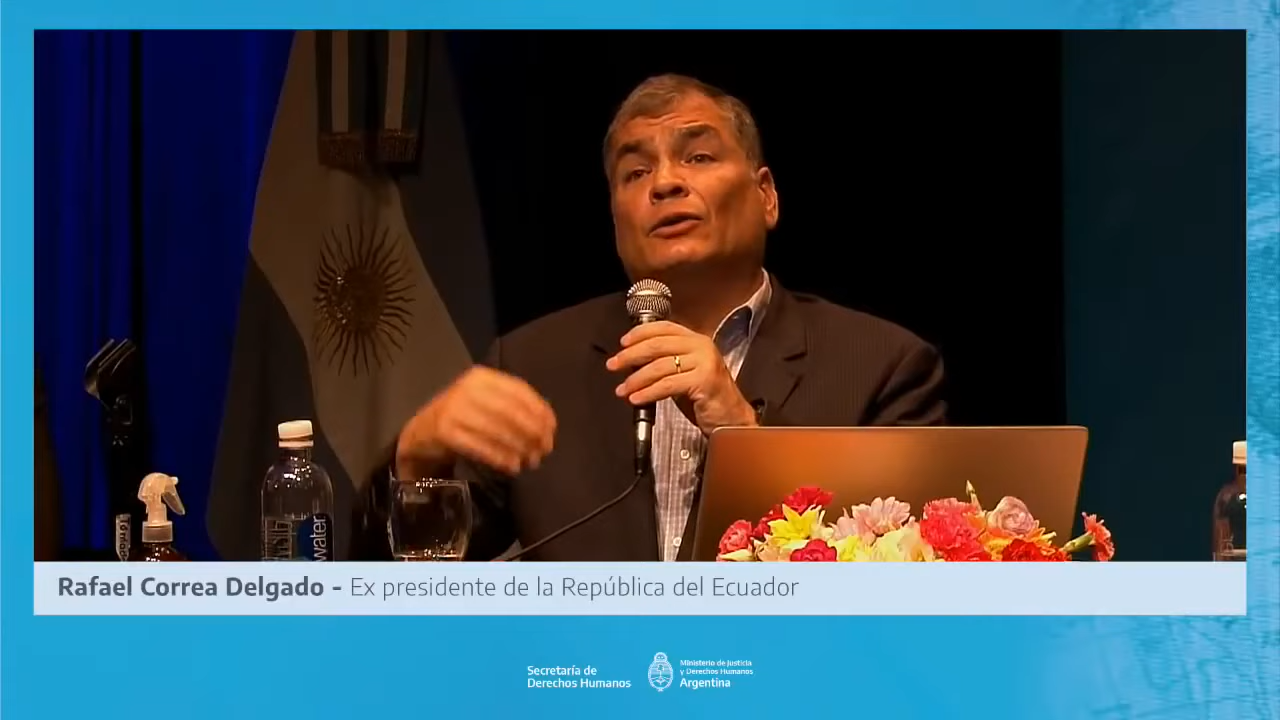 water
Rafael Correa Delgado - Ex presidente de la República del Ecuador
Secretaría de
Derechos Humanos
Ministerio de Justicia
y Derechos Humanos
Argentina